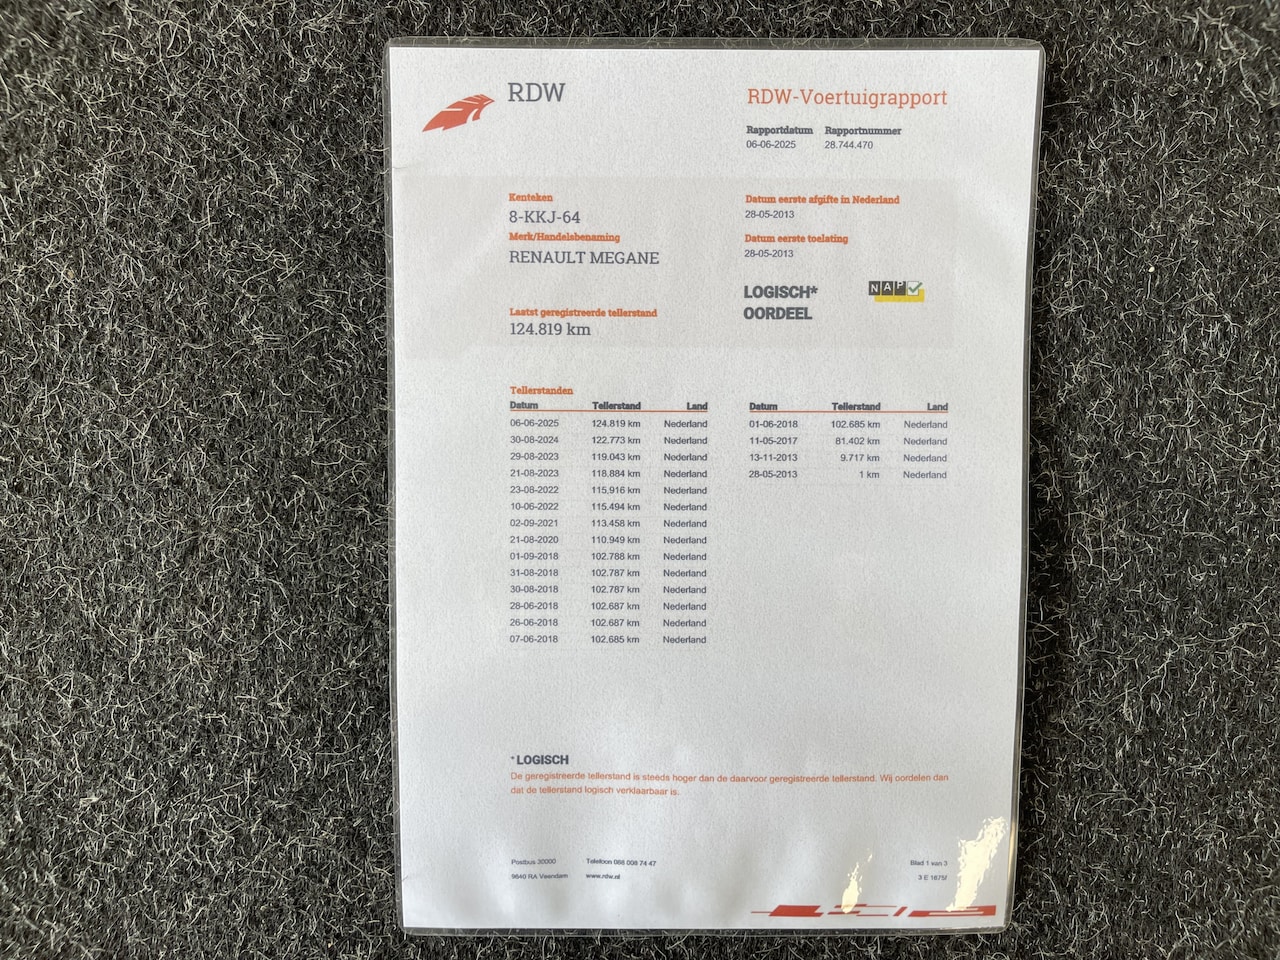 RDW
RDW-Voertuigrapport
Rapportdatum Rapportnummer
06-06-2025 28.744.470
Kenteken
8-KKJ-64
Merk/Handelsbenaming
RENAULT MEGANE
Laatst geregistreerde tellerstand
124.819 km
Datum eerste afgifte in Nederland
28-05-2013
Datum eerste toelating
28-05-2013
LOGISCH*
OORDEEL
NAP
Tellerstanden
Datum Tellerstand Land
06-06-2025 124.819 km Nederland
30-08-2024 122.773 km Nederland
29-08-2023 119.043 km Nederland
21-08-2023 118.884 km Nederland
23-08-2022 115.916 km Nederland
10-06-2022 115.494 km Nederland
02-09-2021 113.458 km Nederland
21-08-2020 110.949 km Nederland
01-09-2018 102.788 km Nederland
31-08-2018 102.787 km Nederland
30-08-2018 102.787 km Nederland
28-06-2018 102.687 km Nederland
26-06-2018 102.687 km Nederland
07-06-2018 102.685 km Nederland
Datum Tellerstand Land
01-06-2018 102.685 km Nederland
11-05-2017 81.402 km Nederland
13-11-2013 9.717 km Nederland
28-05-2013 1 km Nederland
* LOGISCH
De geregistreerde tellerstand is steeds hoger dan de daarvoor geregistreerde tellerstand. Wij oordelen dan
dat de tellerstand logisch verklaarbaar is.
Postbus 30000 Telefoon 088 008 74 47
9640 RA Veendam www.rdw.nl
Blad 1 van 3
3 E 1675f